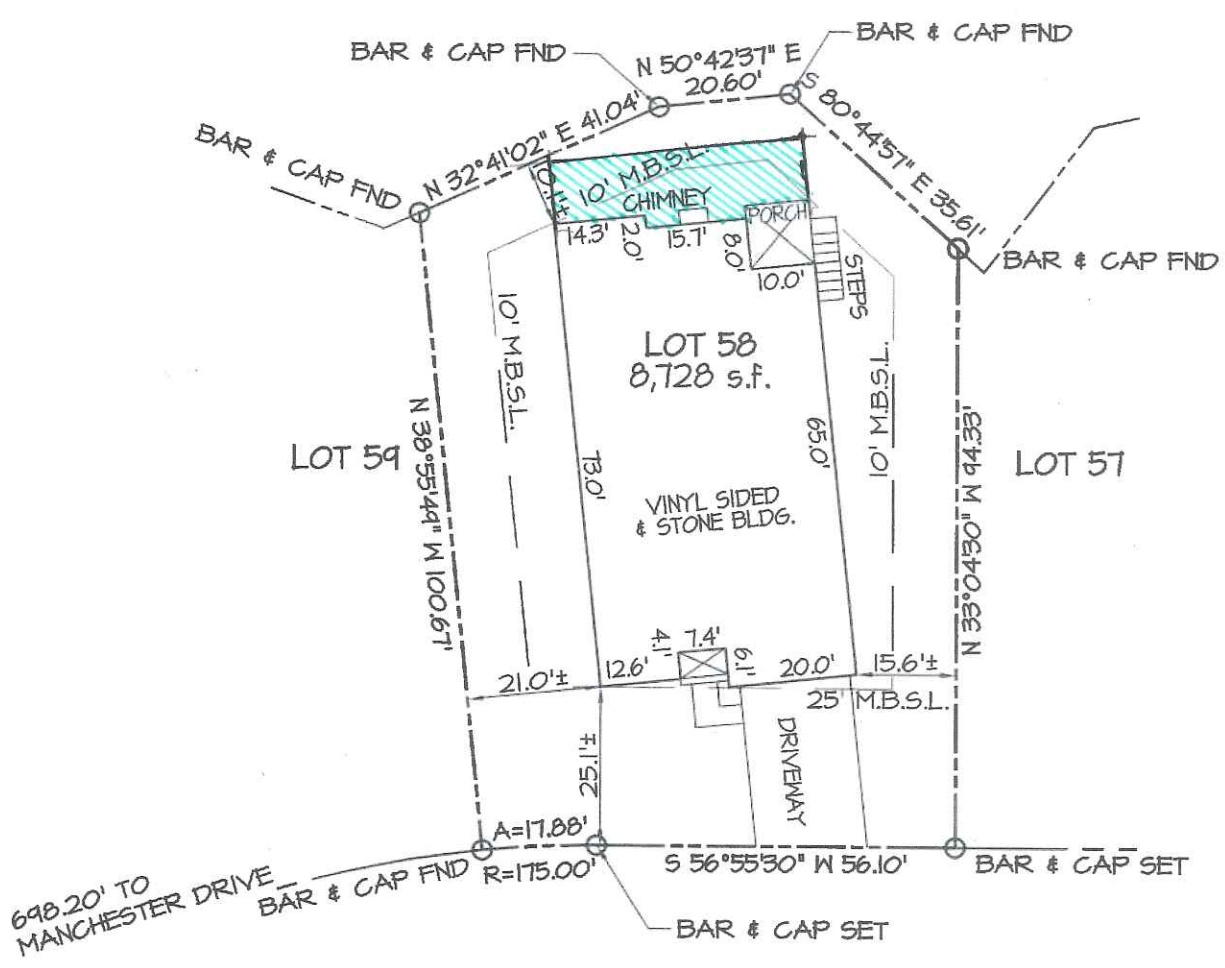 BAR & CAP FND
BAR & CAP FND
N 50°42'37" E
20.60'
S 80°44'57" E 35.61'
BAR & CAP FND
N 32°41'02" E 41.04'
10.1'±
10' M.B.S.L.
CHIMNEY
PORCH
14.3'
2.0'
15.7'
8.0'
10.0'
STEPS
BAR & CAP FND
10' M.B.S.L.
LOT 58
8,728 s.f.
10' M.B.S.L.
N 38°55'49" W 100.67'
LOT 59
73.0'
65.0'
N 33°04'30" W 94.33'
LOT 57
VINYL SIDED
& STONE BLDG.
4.1'
7.4'
6.1'
21.0'±
12.6'
20.0'
15.6'±
25' M.B.S.L.
25.1'±
DRIVEWAY
A=17.88'
R=175.00'
S 56°55'30" W 56.10'
BAR & CAP SET
698.20' TO
MANCHESTER DRIVE
BAR & CAP FND
BAR & CAP SET